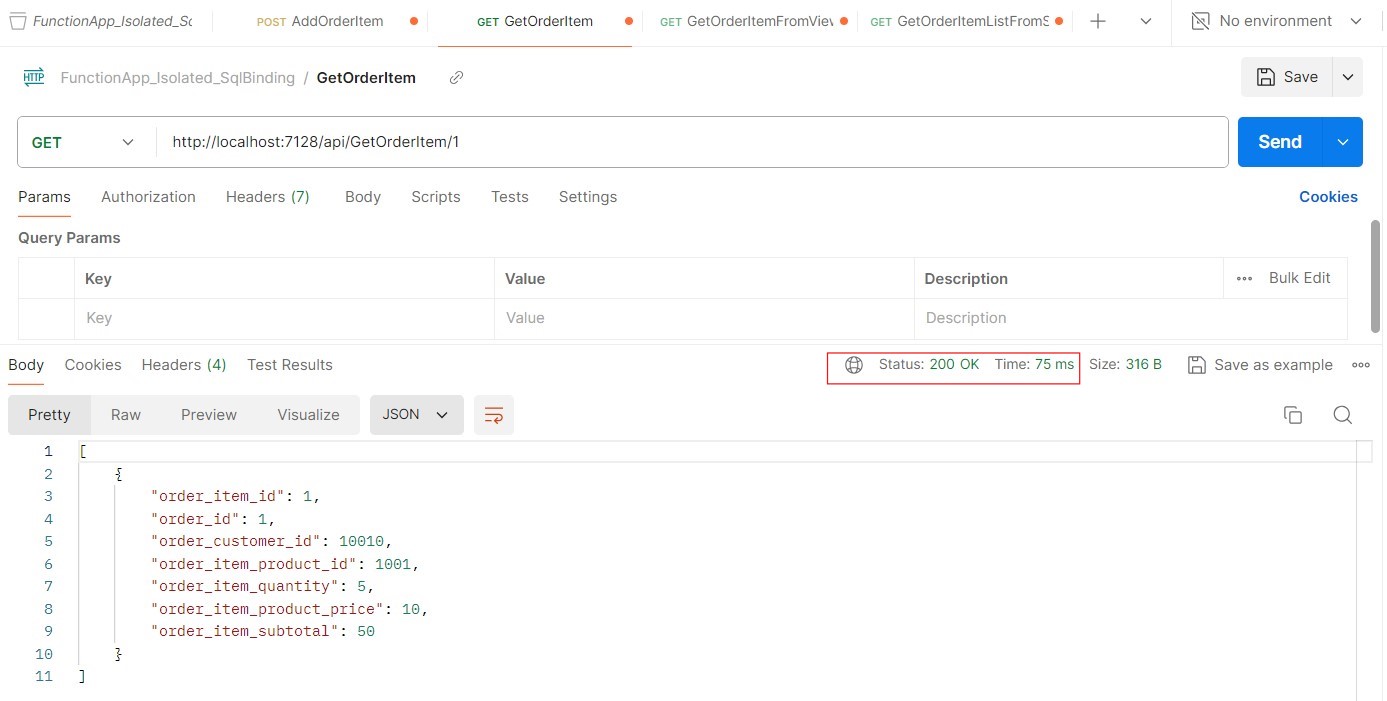 FunctionApp_Isolated_Sc POST AddOrderItem GET GetOrderItem GET GetOrderItemFromView GET GetOrderItemListFromS No environment
HTTP FunctionApp_Isolated_SqlBinding / GetOrderItem Save
GET http://localhost:7128/api/GetOrderItem/1 Send
Params Authorization Headers (7) Body Scripts Tests Settings Cookies
Query Params
Key Value Description ••• Bulk Edit
Key Value Description
Body Cookies Headers (4) Test Results Status: 200 OK Time: 75 ms Size: 316 B Save as example •••
Pretty Raw Preview Visualize JSON
1 [
2 {
3 "order_item_id": 1,
4 "order_id": 1,
5 "order_customer_id": 10010,
6 "order_item_product_id": 1001,
7 "order_item_quantity": 5,
8 "order_item_product_price": 10,
9 "order_item_subtotal": 50
10 }
11 ]